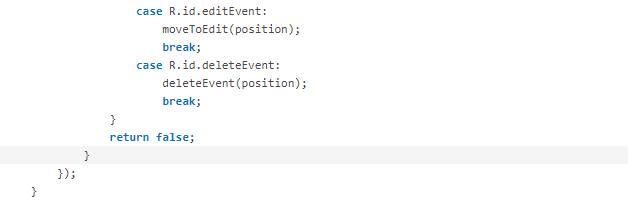 case R.id.editEvent:
moveToEdit(position);
break;
case R.id.deleteEvent:
deleteEvent(position);
break;
}
return false;
}
});
}